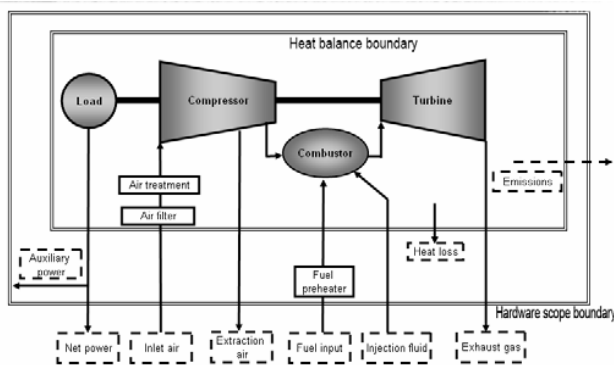 Heat balance boundary
Load
Compressor
Turbine
Combustor
Air treatment
Air filter
Emissions
Heat loss
Auxiliary
power
Fuel
preheater
Hardware scope boundary
Net power
Inlet air
Extraction
air
Fuel input
Injection fluid
Exhaust gas